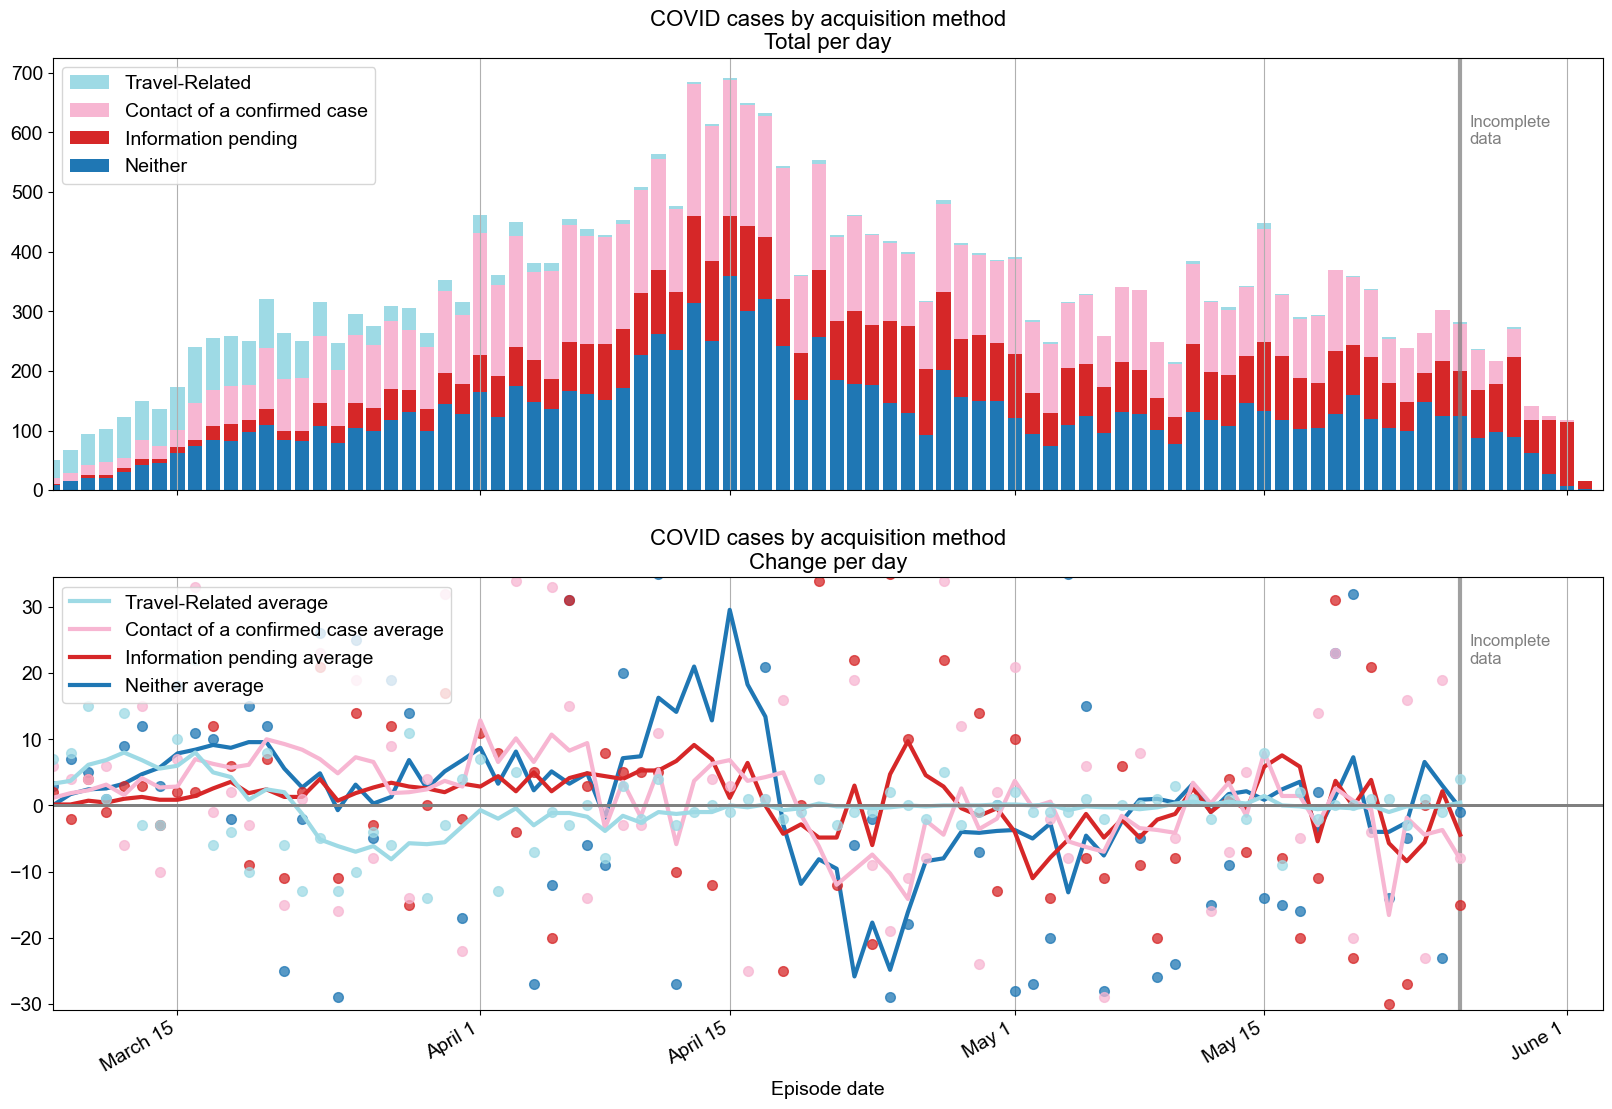 COVID cases by acquisition method
Total per day
700
600
500
400
300
200
100
0
Travel-Related
Contact of a confirmed case
Information pending
Neither
Incomplete
data
COVID cases by acquisition method
Change per day
30
20
10
0
−10
−20
−30
Travel-Related average
Contact of a confirmed case average
Information pending average
Neither average
Incomplete
data
March 15
April 1
April 15
May 1
May 15
June 1
Episode date